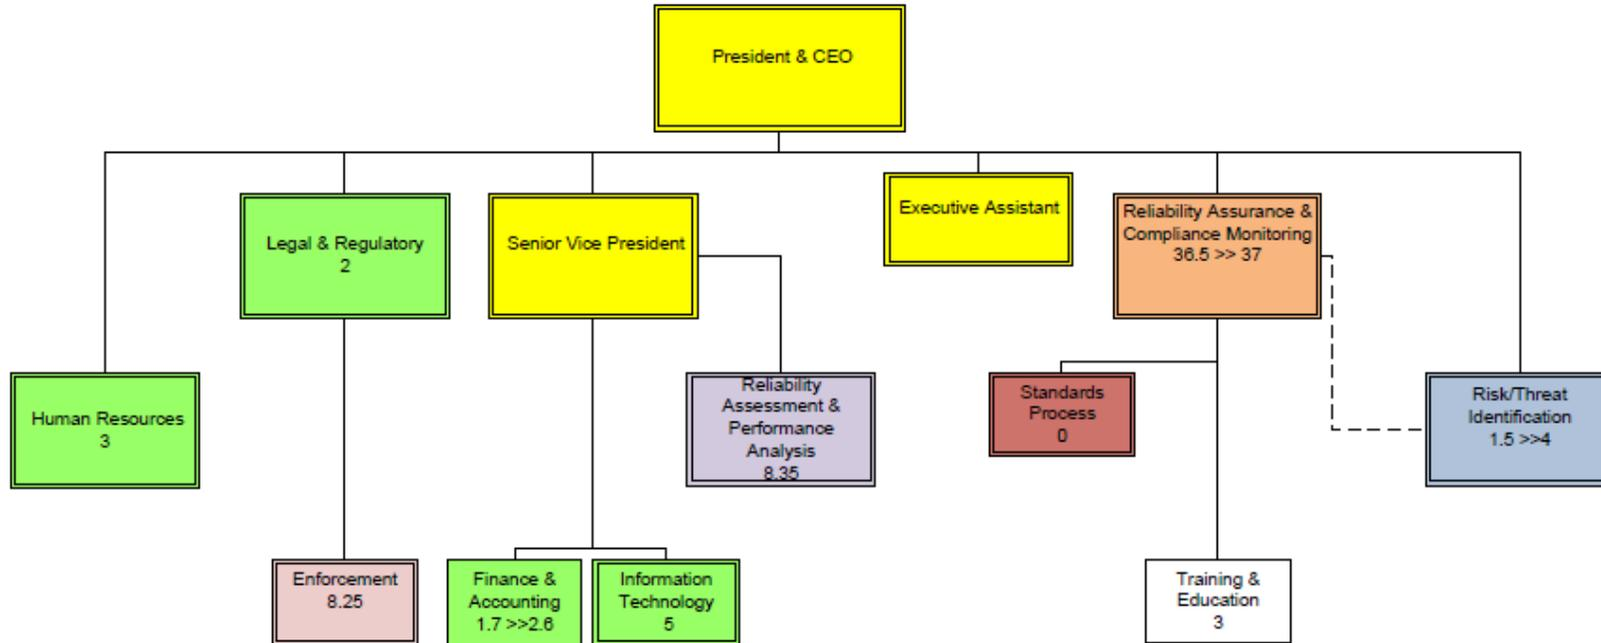 President & CEO
Executive Assistant
Legal & Regulatory
2
Senior Vice President
Reliability Assurance &
Compliance Monitoring
36.5 >> 37
Human Resources
3
Reliability
Assessment &
Performance
Analysis
8.35
Standards
Process
0
Risk/Threat
Identification
1.5 >>4
Enforcement
8.25
Finance &
Accounting
1.7 >>2.6
Information
Technology
5
Training &
Education
3